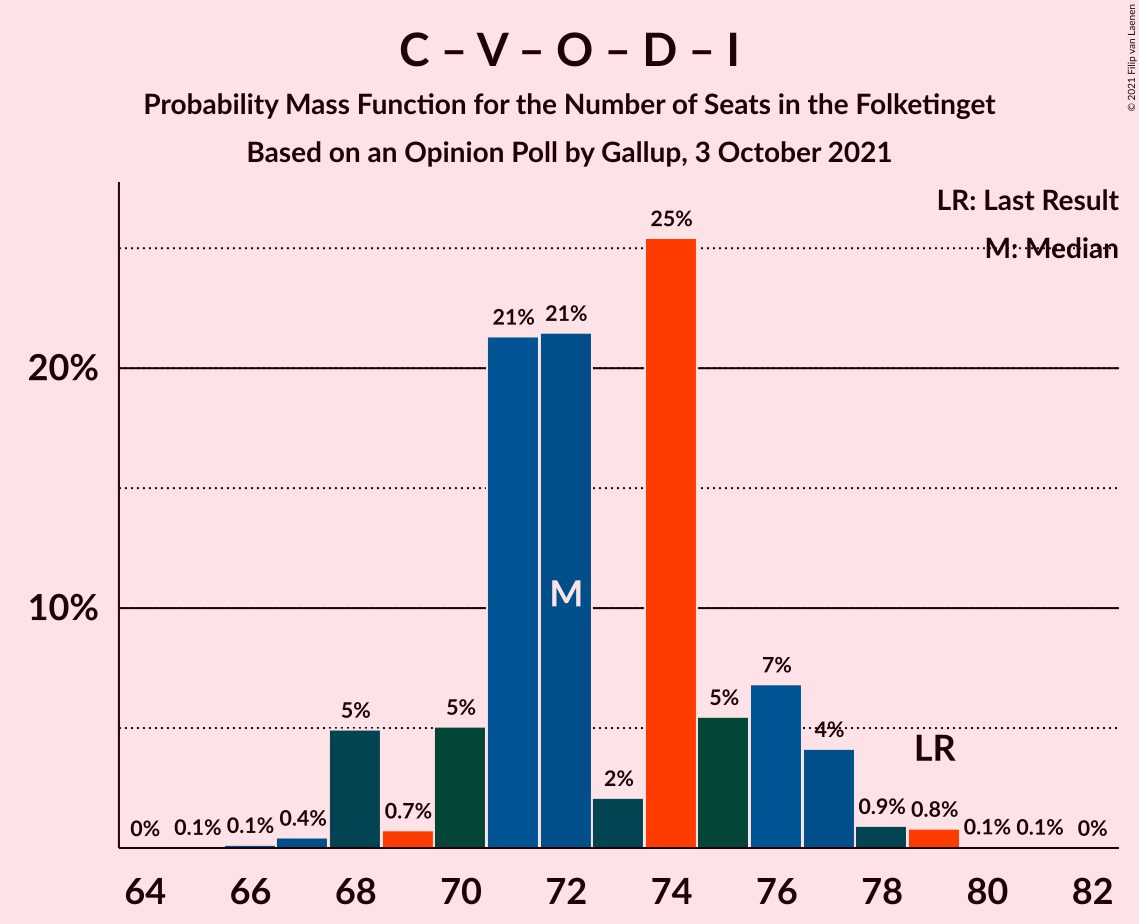 C – V – O – D – I
Probability Mass Function for the Number of Seats in the Folketinget
Based on an Opinion Poll by Gallup, 3 October 2021
© 2021 Filip van Laenen
LR: Last Result
M: Median
20%
10%
0%
0.1%
0.1%
0.4%
5%
0.7%
5%
21%
21%
2%
25%
5%
7%
4%
0.9%
0.8%
0.1%
0.1%
0%
M
LR
64 66 68 70 72 74 76 78 80 82